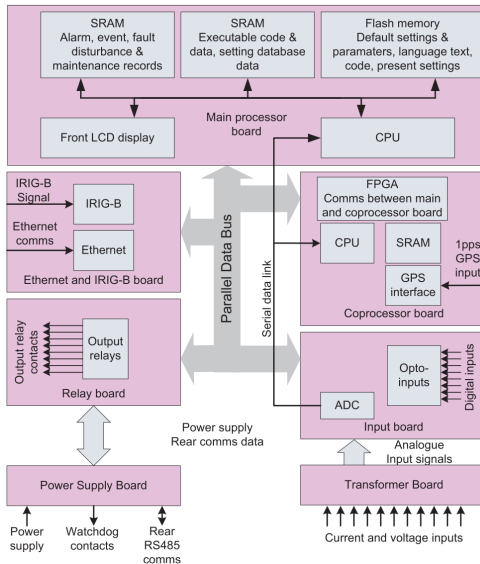 SRAM
Alarm, event, fault
disturbance &
maintenance records
SRAM
Executable code &
data, setting database
data
Flash memory
Default settings &
paramaters, language text,
code, present settings
Front LCD display
Main processor
board
CPU
IRIG-B
Signal
IRIG-B
Ethernet
comms
Ethernet
Ethernet and IRIG-B board
Parallel Data Bus
Serial data link
FPGA
Comms between main
and coprocessor board
CPU
SRAM
GPS
interface
1pps
GPS
input
Coprocessor board
Output relay
contacts
Output
relays
Relay board
Opto-
inputs
Digital inputs
ADC
Input board
Power supply
Rear comms data
Analogue
Input signals
Power Supply Board
Transformer Board
Power
supply
Watchdog
contacts
Rear
RS485
comms
Current and voltage inputs